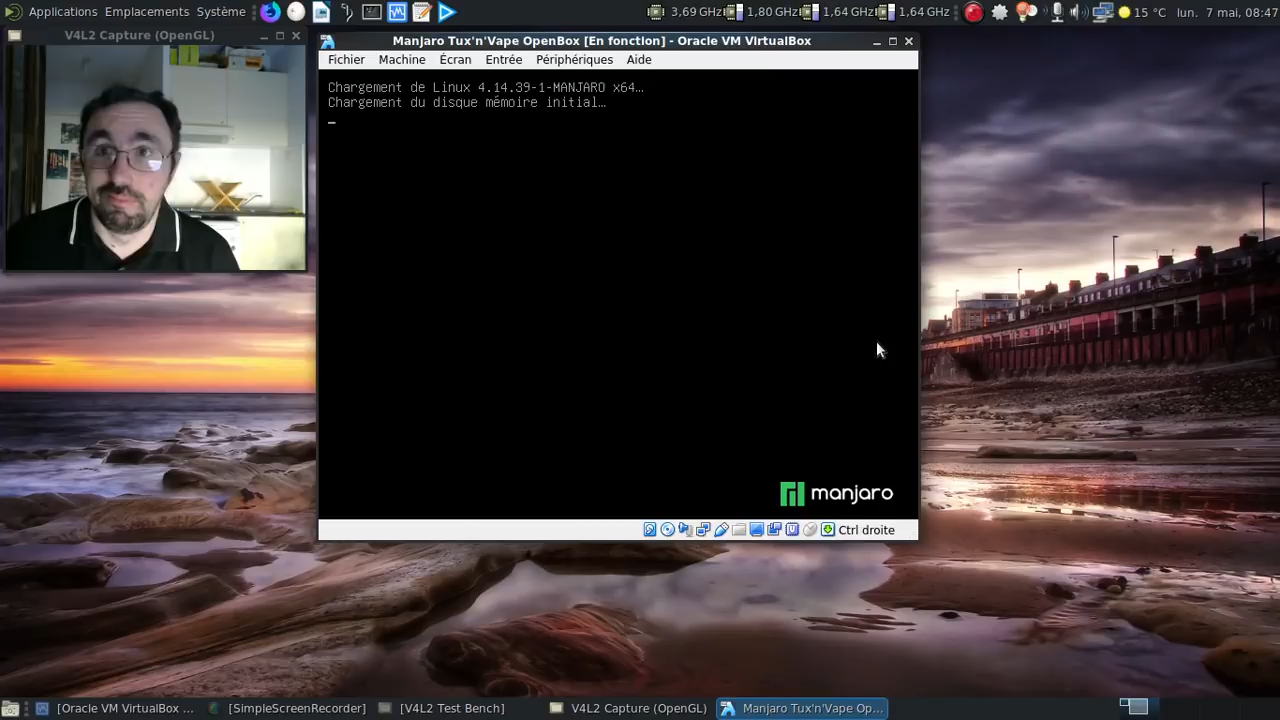 Applications Emplacements Système
3,69 GHz 1,80 GHz 1,64 GHz 1,64 GHz
15 °C lun. 7 mai, 08:47
V4L2 Capture (OpenGL)
Manjaro Tux'n'Vape OpenBox [En fonction] - Oracle VM VirtualBox
Fichier Machine Écran Entrée Périphériques Aide
Chargement de Linux 4.14.39-1-MANJARO x64…
Chargement du disque mémoire initial…
manjaro
Ctrl droite
[Oracle VM VirtualBox ... [SimpleScreenRecorder] [V4L2 Test Bench] V4L2 Capture (OpenGL) Manjaro Tux'n'Vape Op...